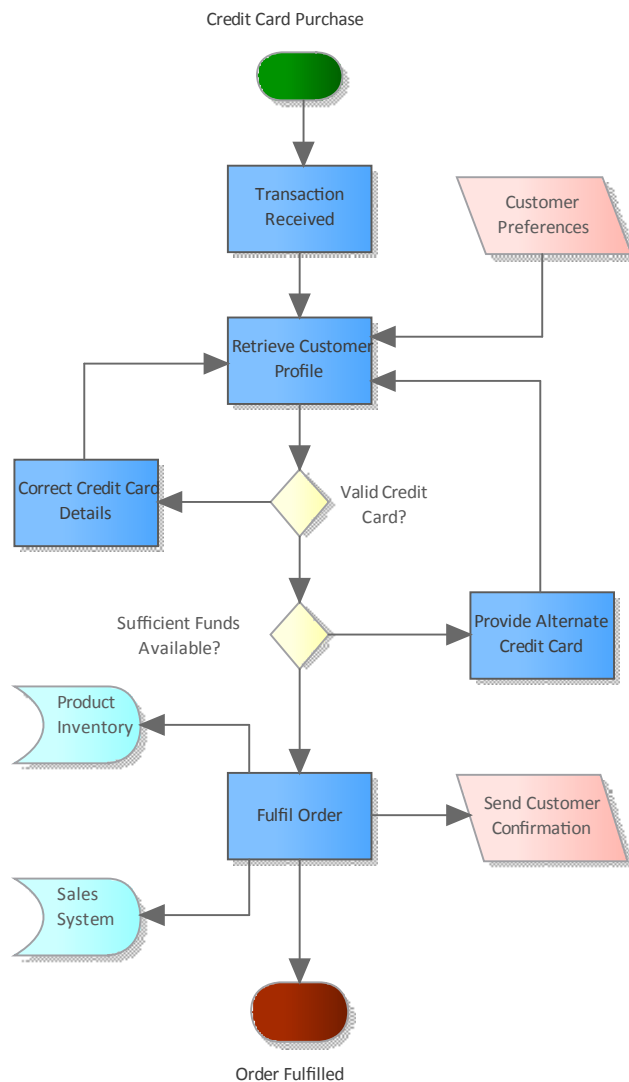 Credit Card Purchase
Transaction
Received
Customer
Preferences
Retrieve Customer
Profile
Correct Credit Card
Details
Valid Credit
Card?
Sufficient Funds
Available?
Provide Alternate
Credit Card
Product
Inventory
Fulfil Order
Send Customer
Confirmation
Sales
System
Order Fulfilled